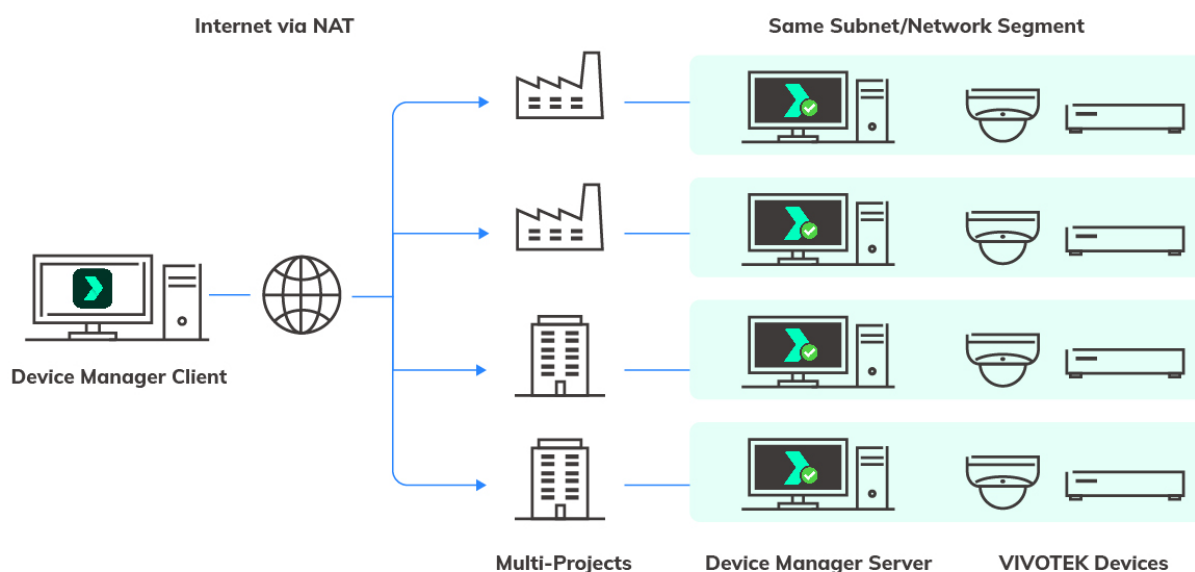 Internet via NAT
Same Subnet/Network Segment
Device Manager Client
Multi-Projects
Device Manager Server
VIVOTEK Devices